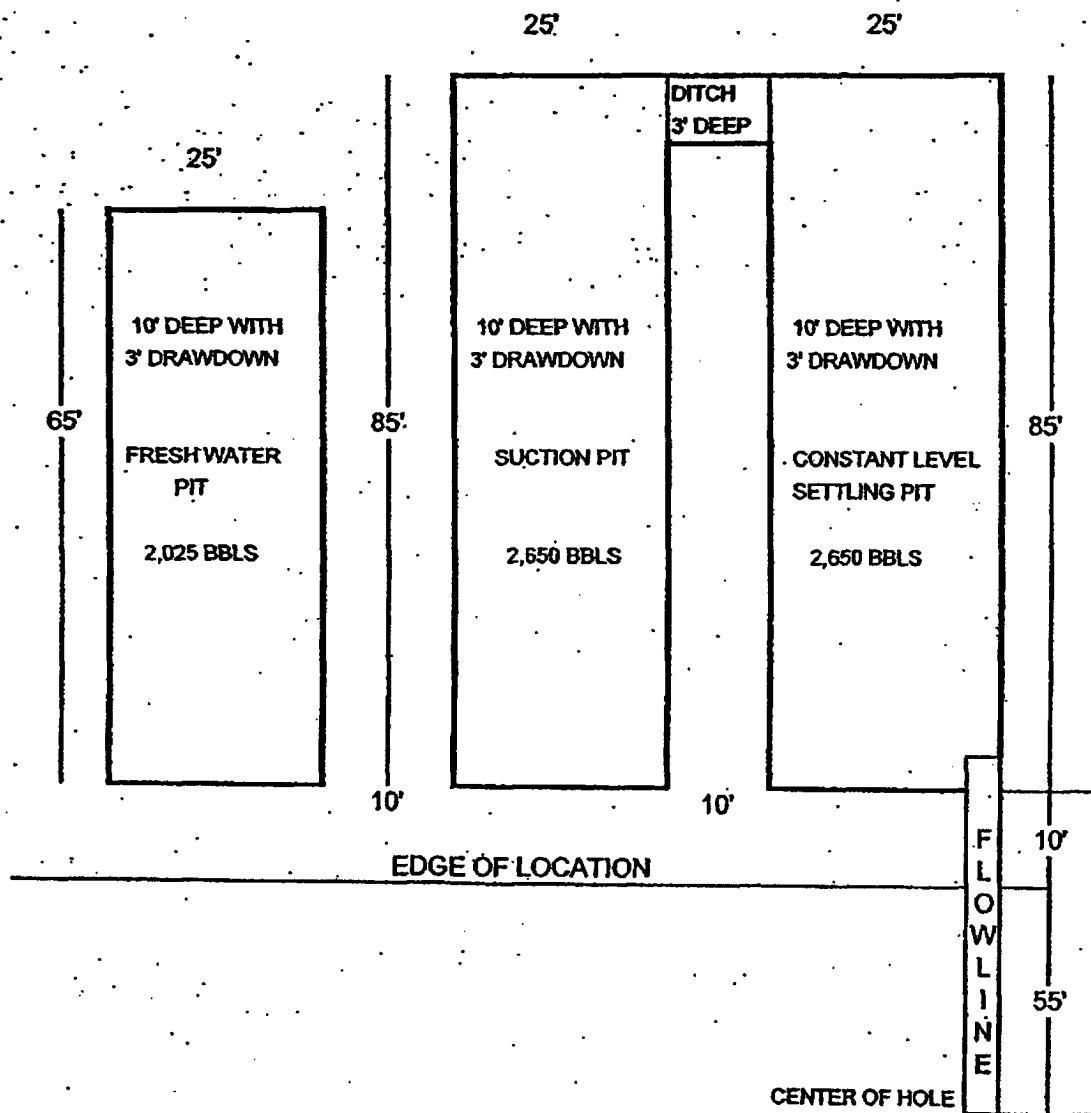 25'
25'
25'
DITCH
3' DEEP
10' DEEP WITH
3' DRAWDOWN
FRESH WATER
PIT
2,025 BBLS
65'
85'
10' DEEP WITH
3' DRAWDOWN
SUCTION PIT
2,650 BBLS
10' DEEP WITH
3' DRAWDOWN
CONSTANT LEVEL
SETTLING PIT
2,650 BBLS
85'
10'
10'
10'
EDGE OF LOCATION
FLOWLINE
55'
CENTER OF HOLE